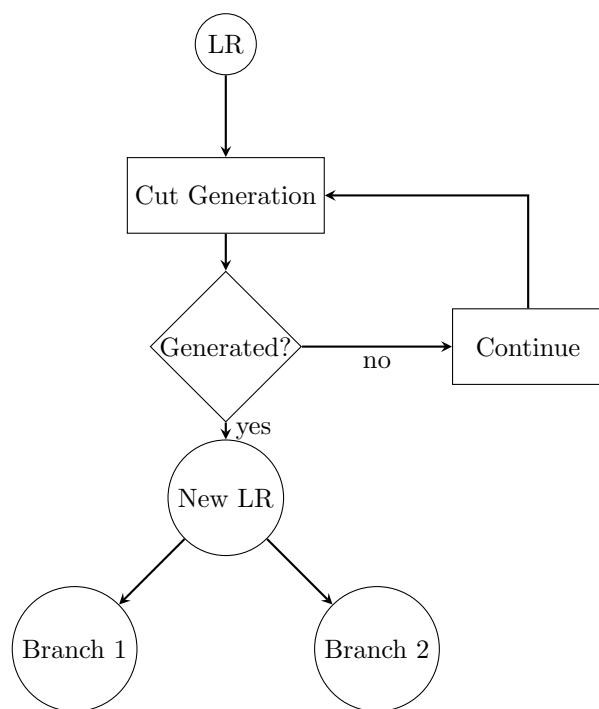 LR
Cut Generation
Generated?
no
Continue
yes
New LR
Branch 1
Branch 2